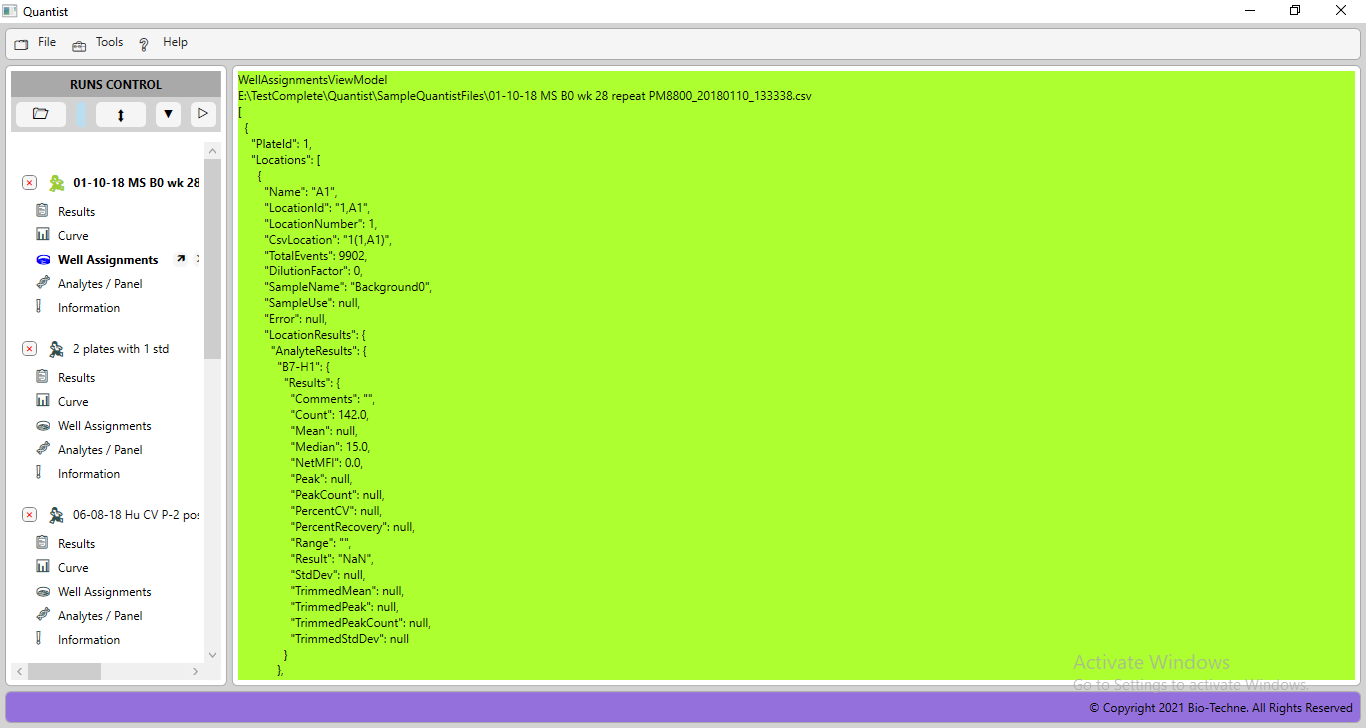 Quantist
File Tools Help
RUNS CONTROL
01-10-18 MS B0 wk 28
Results
Curve
Well Assignments
Analytes / Panel
Information
2 plates with 1 std
Results
Curve
Well Assignments
Analytes / Panel
Information
06-08-18 Hu CV P-2 pos
Results
Curve
Well Assignments
Analytes / Panel
Information
WellAssignmentsViewModel
E:\TestComplete\Quantist\SampleQuantistFiles\01-10-18 MS B0 wk 28 repeat PM8800_20180110_133338.csv
[
{
"PlateId": 1,
"Locations": [
{
"Name": "A1",
"LocationId": "1,A1",
"LocationNumber": 1,
"CsvLocation": "1(1,A1)",
"TotalEvents": 9902,
"DilutionFactor": 0,
"SampleName": "Background0",
"SampleUse": null,
"Error": null,
"LocationResults": {
"AnalyteResults": {
"B7-H1": {
"Results": {
"Comments": "",
"Count": 142.0,
"Mean": null,
"Median": 15.0,
"NetMFI": 0.0,
"Peak": null,
"PeakCount": null,
"PercentCV": null,
"PercentRecovery": null,
"Range": "",
"Result": "NaN",
"StdDev": null,
"TrimmedMean": null,
"TrimmedPeak": null,
"TrimmedPeakCount": null,
"TrimmedStdDev": null
}
},
Activate Windows
Go to Settings to activate Windows.
© Copyright 2021 Bio-Techne. All Rights Reserved